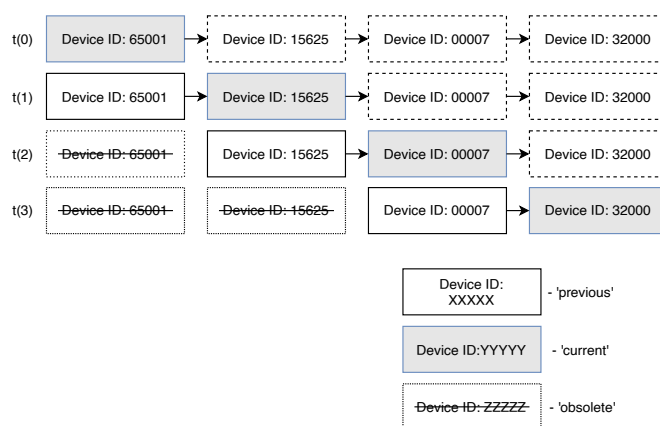 t(0) Device ID: 65001 Device ID: 15625 Device ID: 00007 Device ID: 32000
t(1) Device ID: 65001 Device ID: 15625 Device ID: 00007 Device ID: 32000
t(2) Device ID: 65001 Device ID: 15625 Device ID: 00007 Device ID: 32000
t(3) Device ID: 65001 Device ID: 15625 Device ID: 00007 Device ID: 32000
Device ID:
XXXXX
- 'previous'
Device ID:YYYYY - 'current'
Device ID: ZZZZZ - 'obsolete'